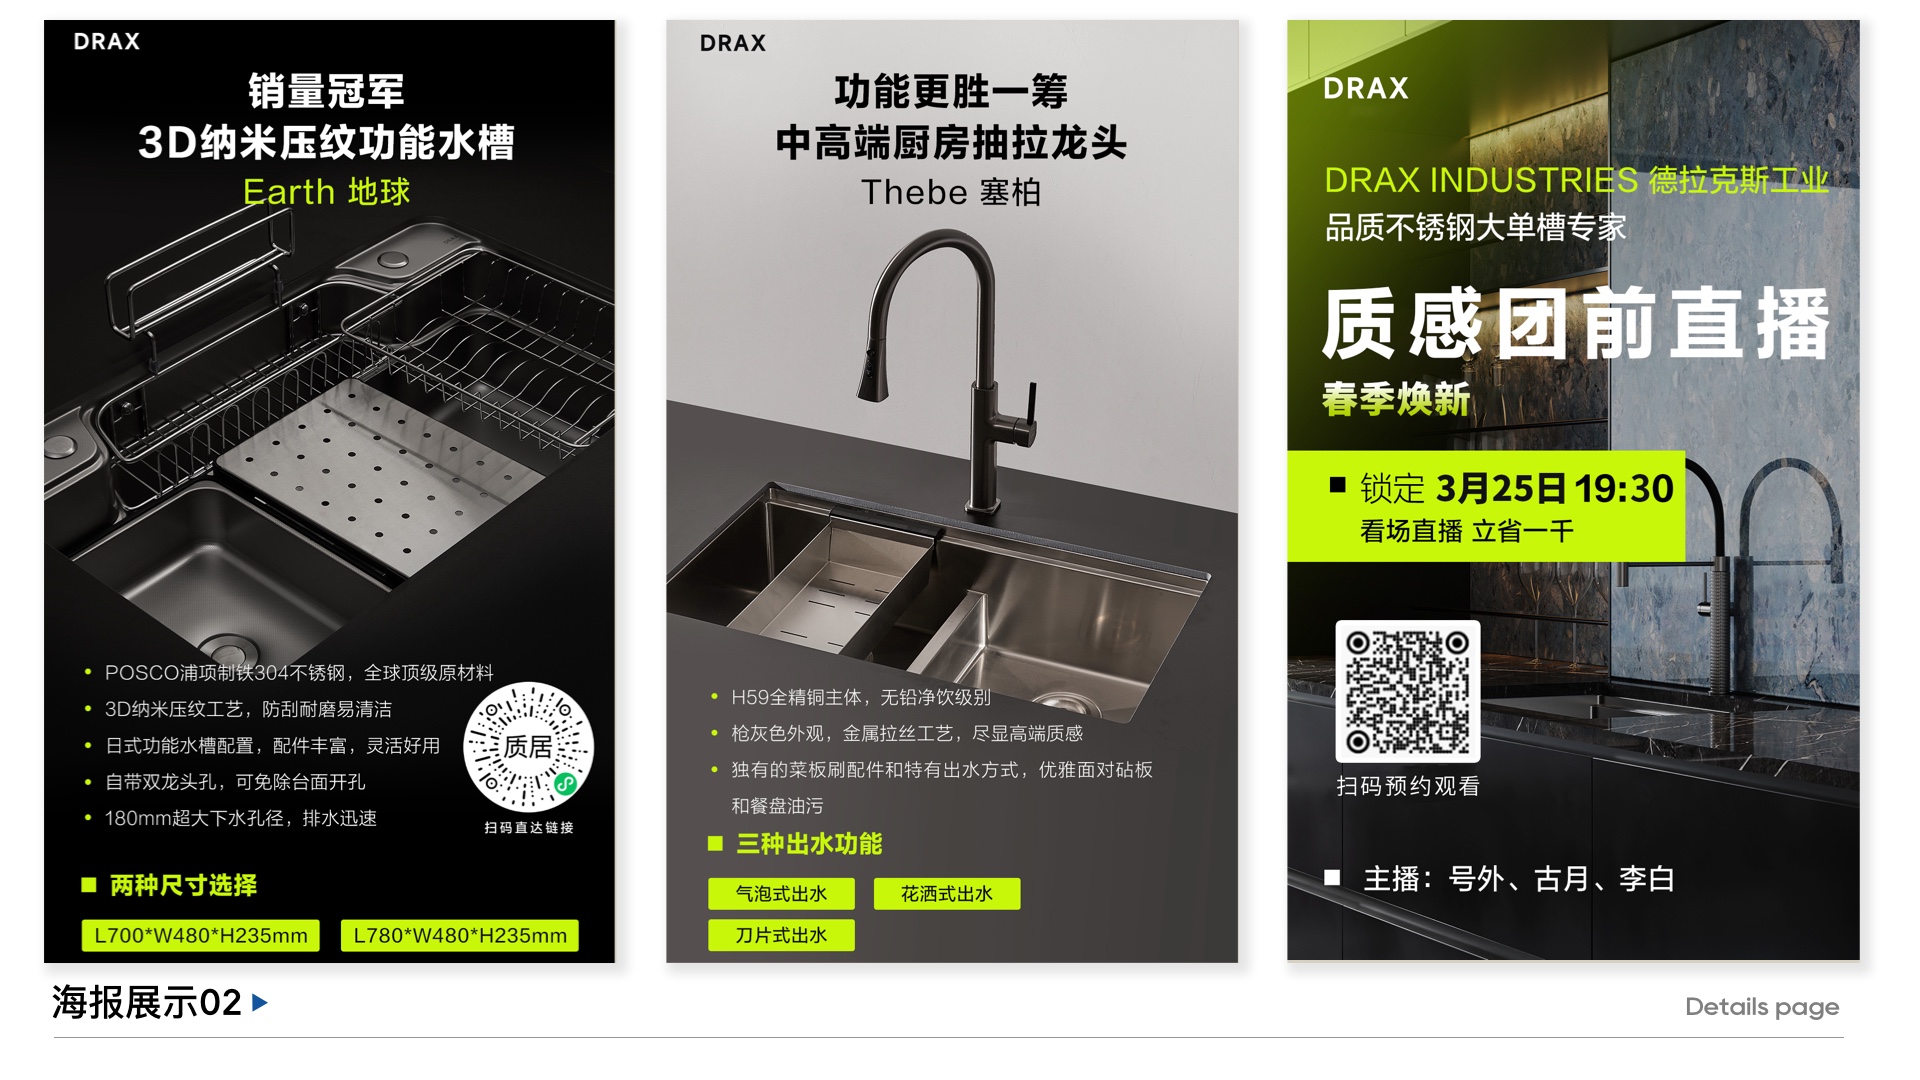 DRAX
销量冠军
3D纳米压纹功能水槽
Earth 地球
• POSCO浦项制铁304不锈钢，全球顶级原材料
• 3D纳米压纹工艺，防刮耐磨易清洁
• 日式功能水槽配置，配件丰富，灵活好用
• 自带双龙头孔，可免除台面开孔
• 180mm超大下水孔径，排水迅速
质居
扫码直达链接
■ 两种尺寸选择
L700*W480*H235mm
L780*W480*H235mm
DRAX
功能更胜一筹
中高端厨房抽拉龙头
Thebe 塞柏
• H59全精铜主体，无铅净饮级别
• 枪灰色外观，金属拉丝工艺，尽显高端质感
• 独有的菜板刷配件和特有出水方式，优雅面对砧板
和餐盘油污
■ 三种出水功能
气泡式出水
花洒式出水
刀片式出水
DRAX
DRAX INDUSTRIES 德拉克斯工业
品质不锈钢大单槽专家
质感团前直播
春季焕新
■ 锁定 3月25日 19:30
看场直播 立省一千
扫码预约观看
■ 主播：号外、古月、李白
海报展示02
Details page